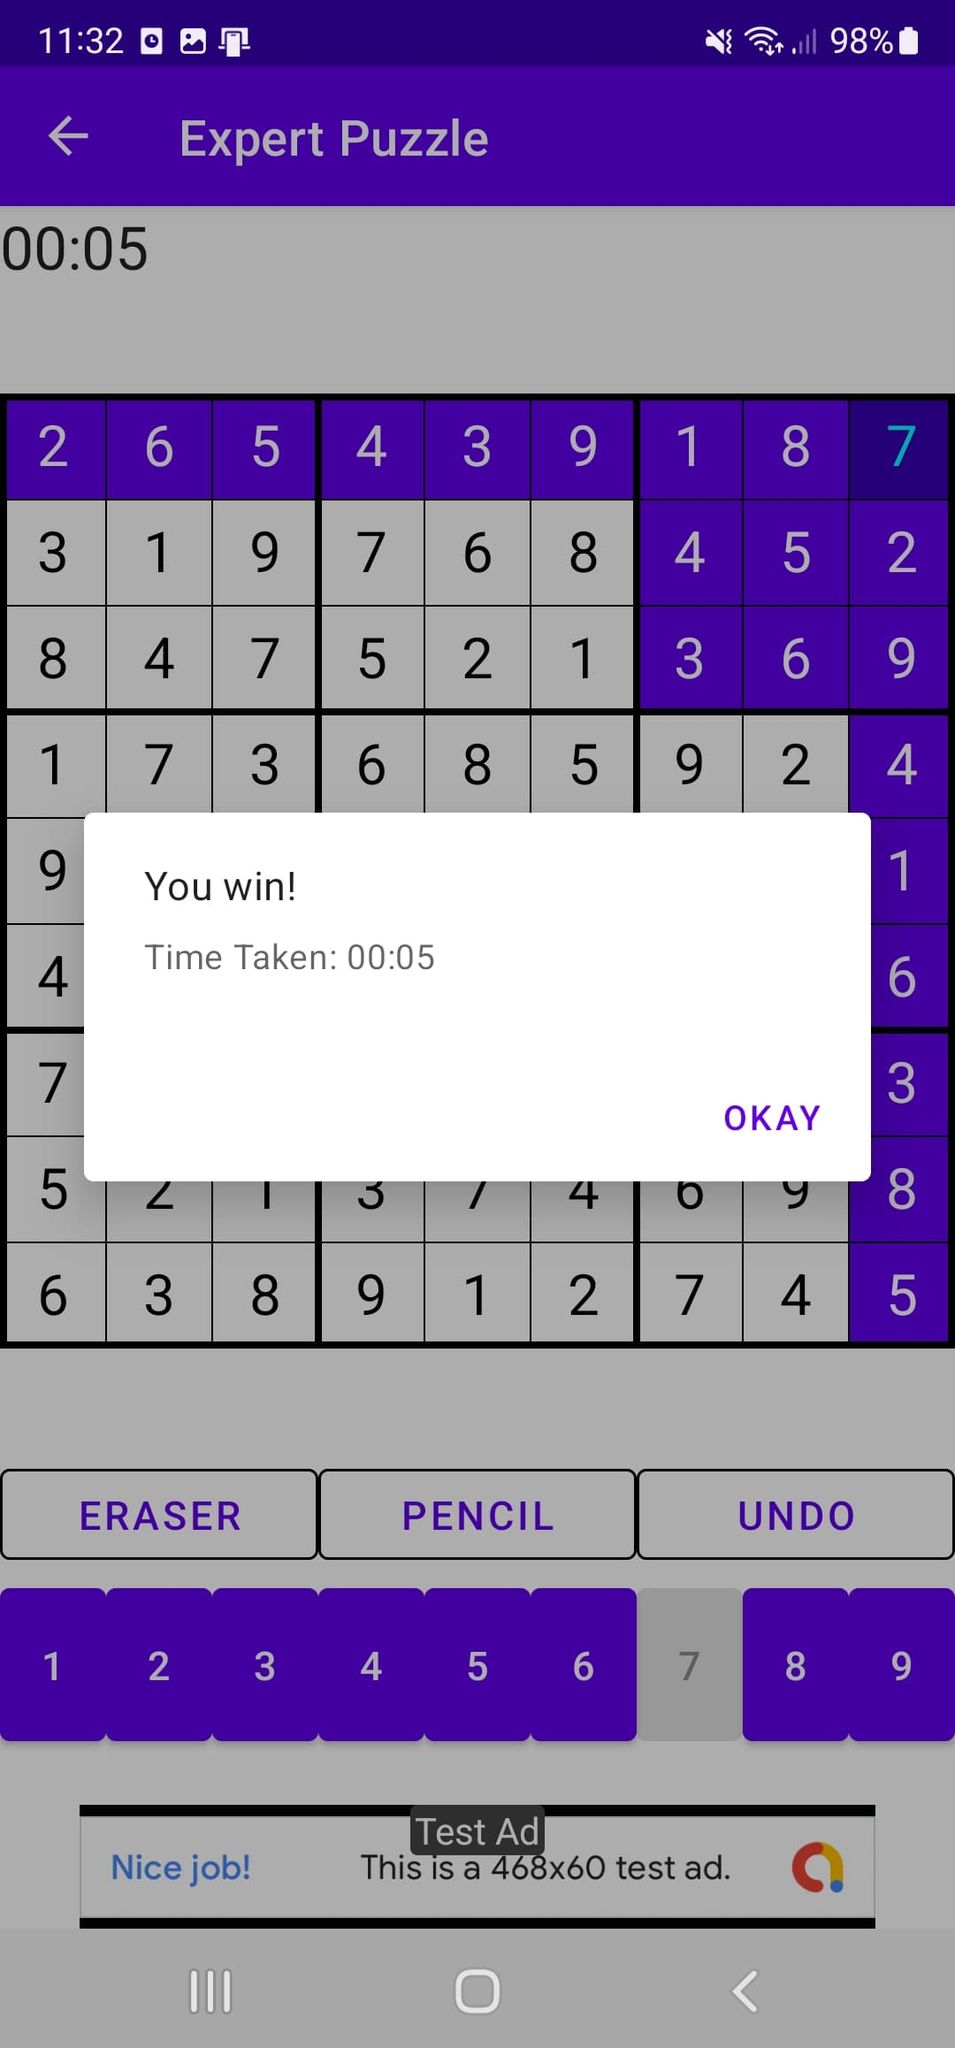 11:32 98%
Expert Puzzle
00:05
2 6 5 4 3 9 1 8 7
3 1 9 7 6 8 4 5 2
8 4 7 5 2 1 3 6 9
1 7 3 6 8 5 9 2 4
9 1
You win!
Time Taken: 00:05
4 6
7 3
OKAY
5 2 1 3 7 4 6 9 8
6 3 8 9 1 2 7 4 5
ERASER PENCIL UNDO
1 2 3 4 5 6 7 8 9
Test Ad
Nice job! This is a 468x60 test ad.